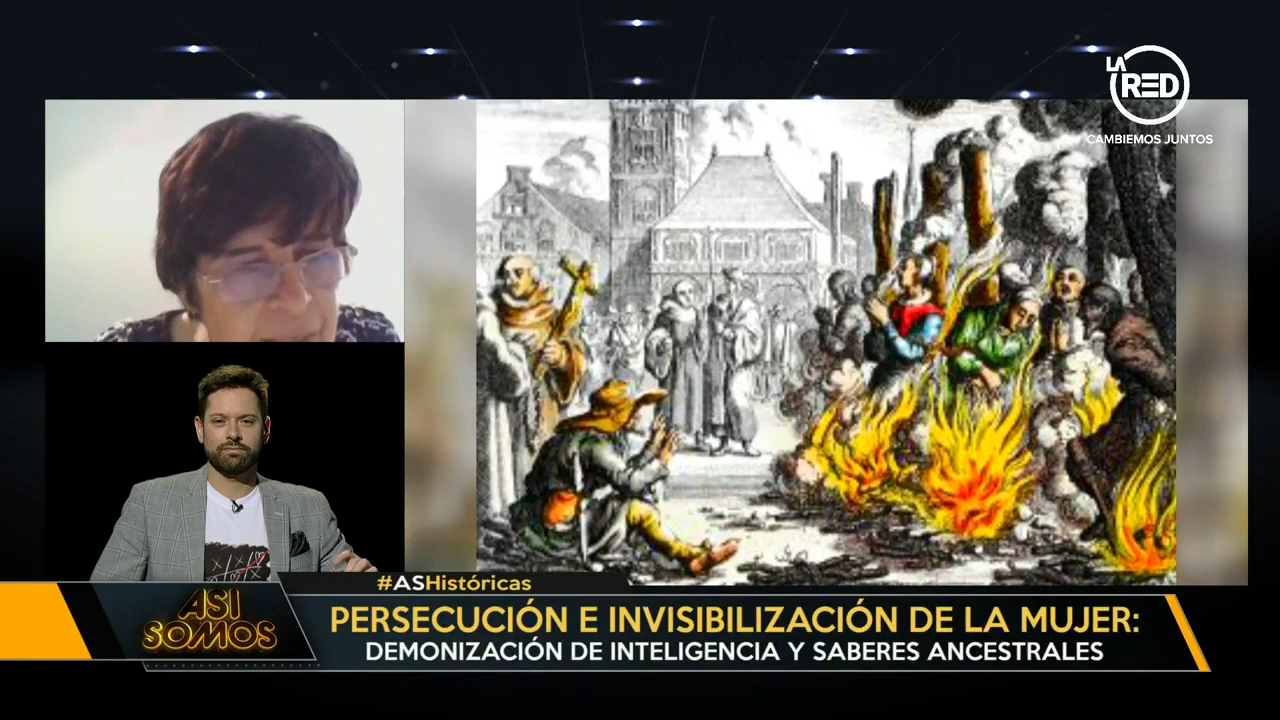 LA
RED
CAMBIEMOS JUNTOS
#ASHistóricas
ASI
SOMOS
PERSECUCIÓN E INVISIBILIZACIÓN DE LA MUJER:
DEMONIZACIÓN DE INTELIGENCIA Y SABERES ANCESTRALES